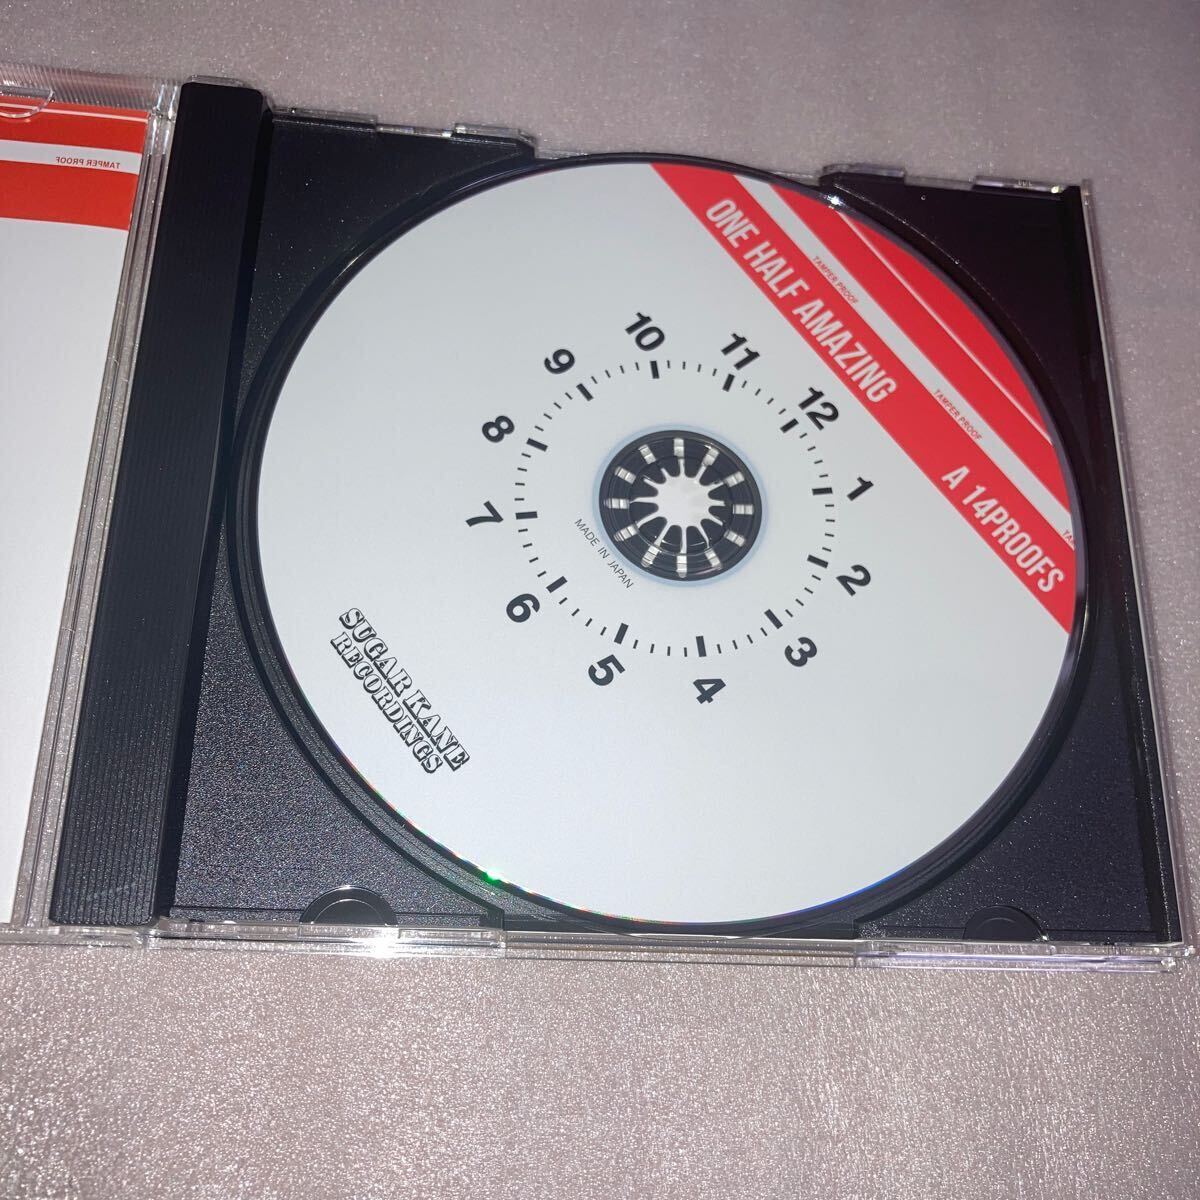 TAMPER PROOF
ONE HALF AMAZING A 14PROOFS
TAMPER PROOF
TAMPER PROOF
TA
12
1
2
3
4
5
6
7
8
9
10
11
MADE IN JAPAN
SUGAR KANE
RECORDINGS